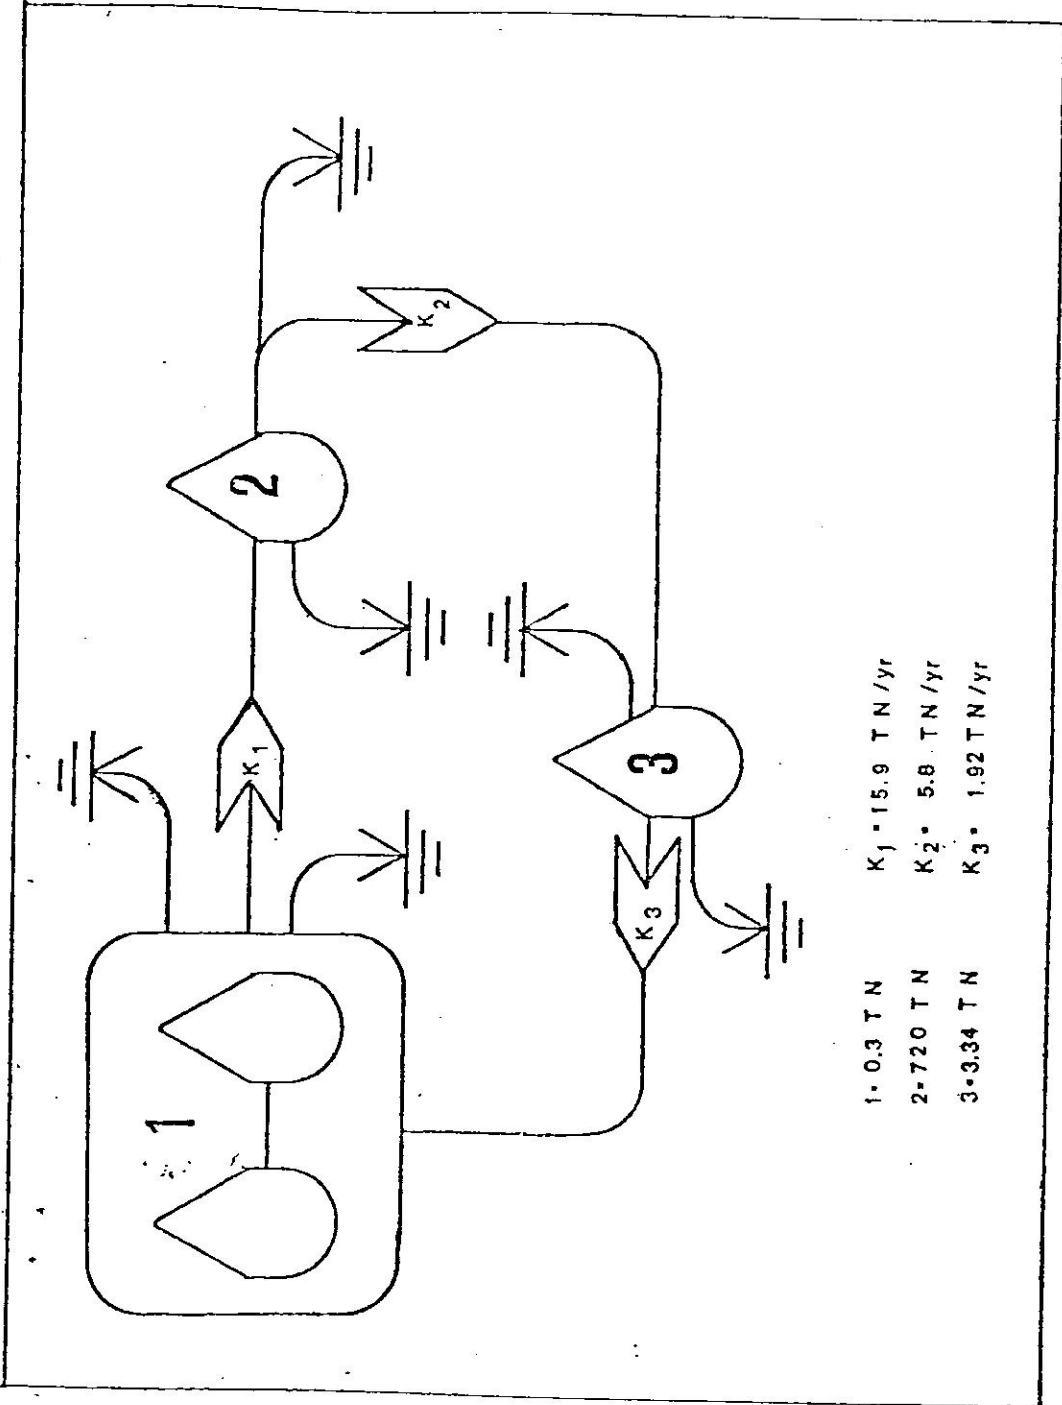 1
K₁
2
K₂
3
K₃
1= 0.3 T N K₁= 15.9 T N/yr
2= 720 T N K₂= 5.8 T N/yr
3= 3.34 T N K₃= 1.92 T N/yr